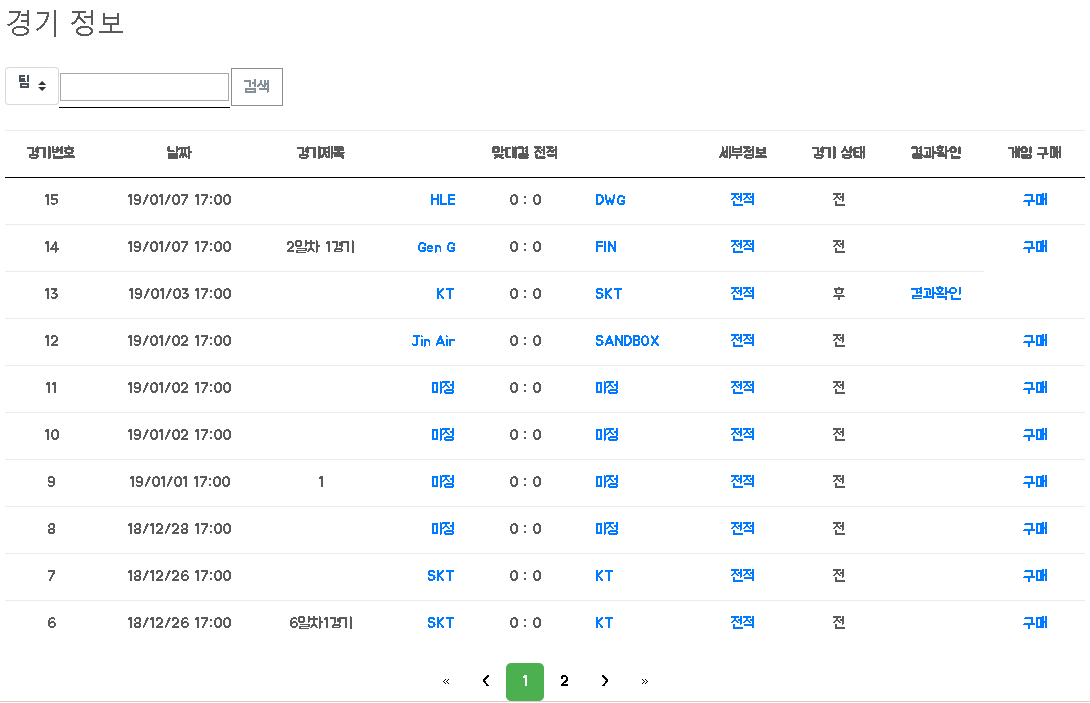 경기 정보
팀 검색
경기번호 날짜 경기제목 맞대결 전적 세부정보 경기 상태 결과확인 게임 구매
15 19/01/07 17:00 HLE 0 : 0 DWG 전적 전 구매
14 19/01/07 17:00 2일차 1경기 Gen G 0 : 0 FIN 전적 전 구매
13 19/01/03 17:00 KT 0 : 0 SKT 전적 후 결과확인
12 19/01/02 17:00 Jin Air 0 : 0 SANDBOX 전적 전 구매
11 19/01/02 17:00 미정 0 : 0 미정 전적 전 구매
10 19/01/02 17:00 미정 0 : 0 미정 전적 전 구매
9 19/01/01 17:00 1 미정 0 : 0 미정 전적 전 구매
8 18/12/28 17:00 미정 0 : 0 미정 전적 전 구매
7 18/12/26 17:00 SKT 0 : 0 KT 전적 전 구매
6 18/12/26 17:00 6일차1경기 SKT 0 : 0 KT 전적 전 구매
« ‹ 1 2 › »